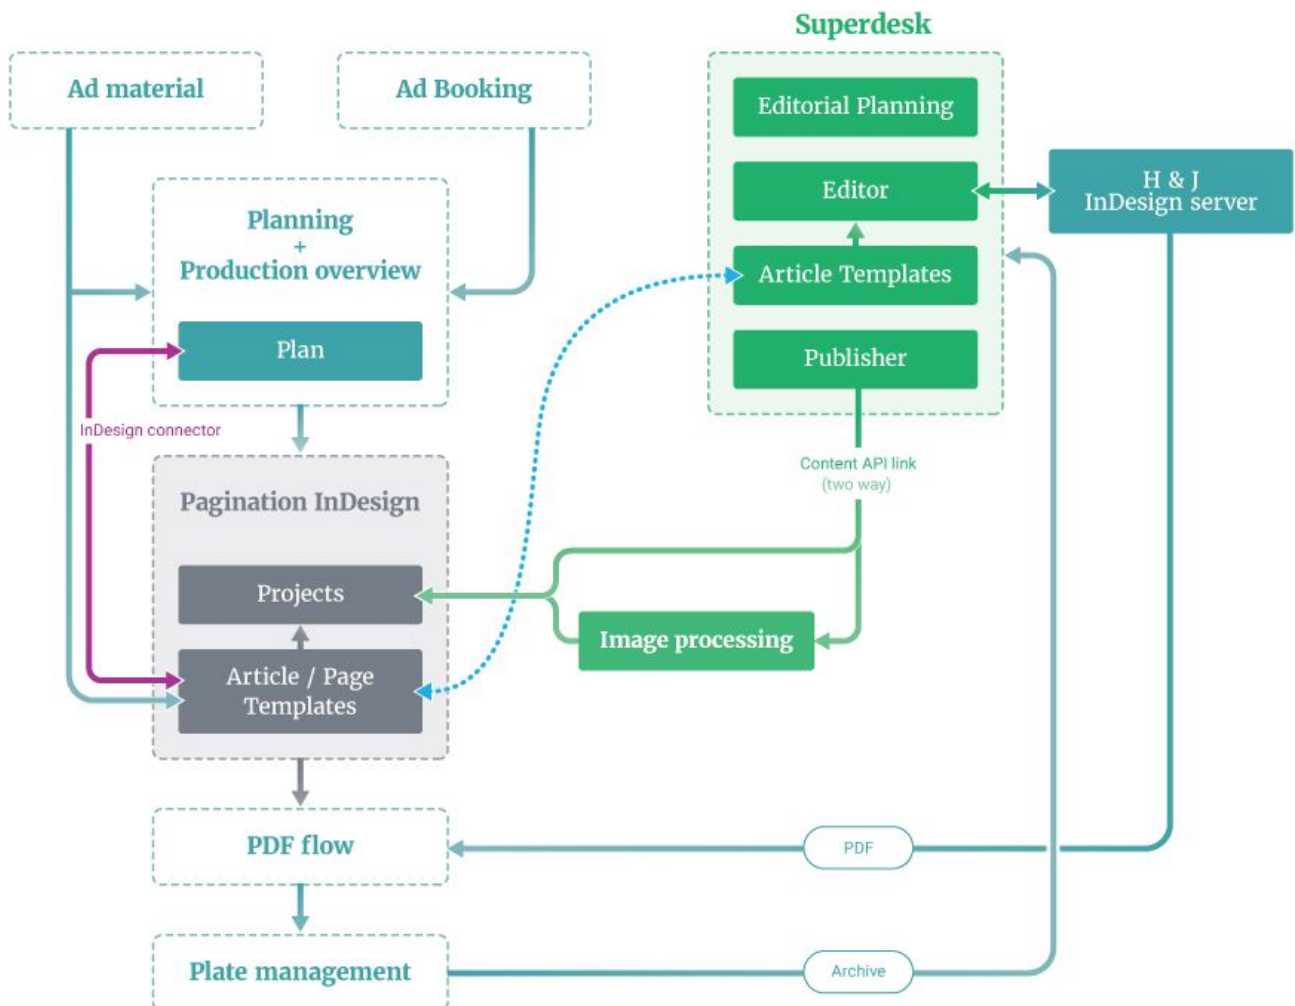 Superdesk
Ad material
Ad Booking
Editorial Planning
Editor
H & J
InDesign server
Planning
+
Production overview
Article Templates
Plan
Publisher
InDesign connector
Content API link
(two way)
Pagination InDesign
Projects
Image processing
Article / Page
Templates
PDF flow
PDF
Plate management
Archive